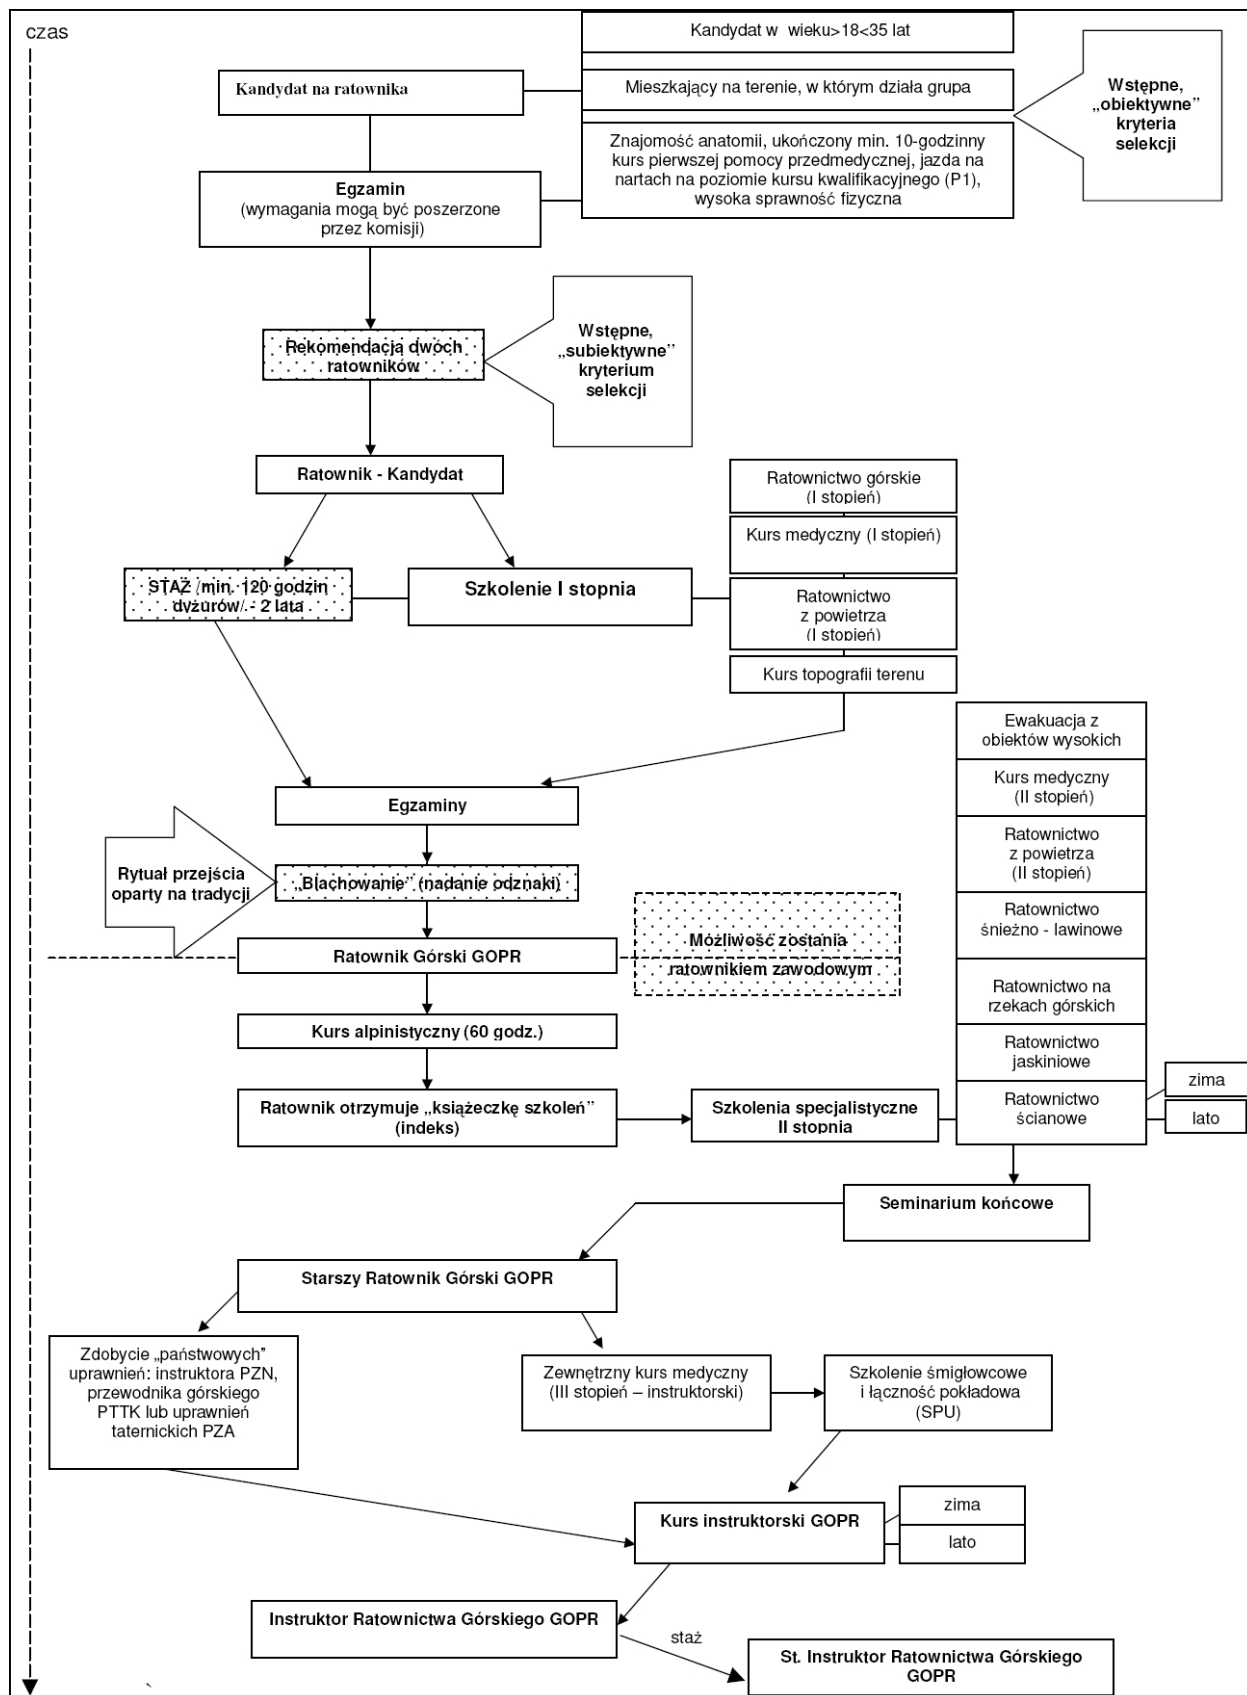 czas
Kandydat w wieku>18<35 lat
Kandydat na ratownika
Mieszkający na terenie, w którym działa grupa
Wstępne,
„obiektywne”
kryteria
selekcji
Znajomość anatomii, ukończony min. 10-godzinny
kurs pierwszej pomocy przedmedycznej, jazda na
nartach na poziomie kursu kwalifikacyjnego (P1),
wysoka sprawność fizyczna
Egzamin
(wymagania mogą być poszerzone
przez komisji)
Rekomendacja dwóch
ratowników
Wstępne,
„subiektywne”
kryterium
selekcji
Ratownik - Kandydat
Ratownictwo górskie
(I stopień)
Kurs medyczny (I stopień)
STAŻ /min. 120 godzin
dyżurów/ - 2 lata
Szkolenie I stopnia
Ratownictwo
z powietrza
(I stopień)
Kurs topografii terenu
Ewakuacja z
obiektów wysokich
Kurs medyczny
(II stopień)
Ratownictwo
z powietrza
(II stopień)
Ratownictwo
śnieżno - lawinowe
Ratownictwo na
rzekach górskich
Ratownictwo
jaskiniowe
Ratownictwo
ścianowe
zima
lato
Egzaminy
Rytuał przejścia
oparty na tradycji
„Blachowanie” (nadanie odznaki)
Ratownik Górski GOPR
Możliwość zostania
ratownikiem zawodowym
Kurs alpinistyczny (60 godz.)
Ratownik otrzymuje „książeczkę szkoleń”
(indeks)
Szkolenia specjalistyczne
II stopnia
Seminarium końcowe
Starszy Ratownik Górski GOPR
Zdobycie „państwowych”
uprawnień: instruktora PZN,
przewodnika górskiego
PTTK lub uprawnień
taternickich PZA
Zewnętrzny kurs medyczny
(III stopień – instruktorski)
Szkolenie śmigłowcowe
i łączność pokładowa
(SPU)
Kurs instruktorski GOPR
zima
lato
Instruktor Ratownictwa Górskiego GOPR
staż
St. Instruktor Ratownictwa Górskiego
GOPR